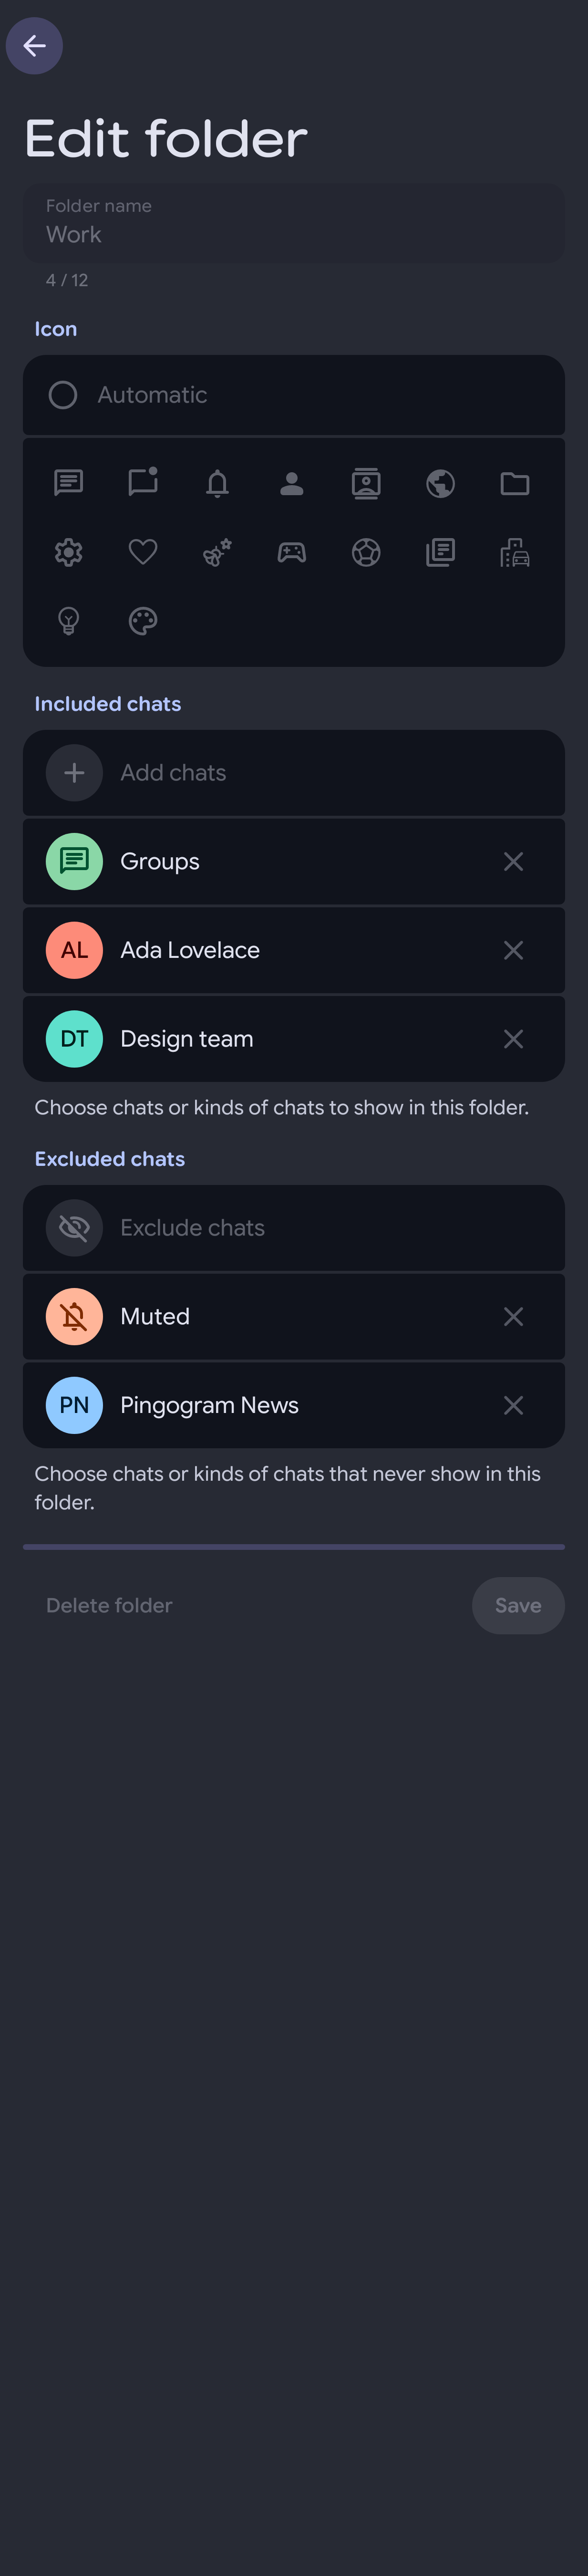 Edit folder
Folder name
Work
4 / 12
Icon
Automatic
Included chats
Add chats
Groups
AL
Ada Lovelace
DT
Design team
Choose chats or kinds of chats to show in this folder.
Excluded chats
Exclude chats
Muted
PN
Pingogram News
Choose chats or kinds of chats that never show in this
folder.
Delete folder
Save